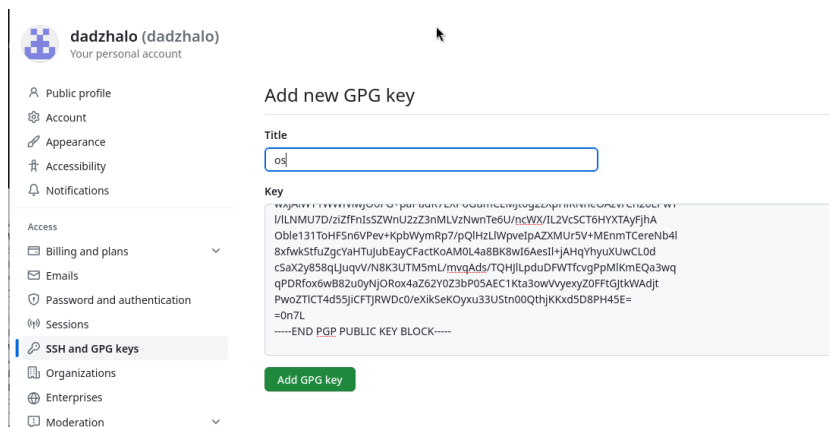 dadzhalo (dadzhalo)
Your personal account
Public profile
Account
Appearance
Accessibility
Notifications
Access
Billing and plans
Emails
Password and authentication
Sessions
SSH and GPG keys
Organizations
Enterprises
Moderation
Add new GPG key
Title
os
Key
l/lLNMU7D/ziZfFnIsSZWnU2zZ3nMLVzNwnTe6U/ncWX/IL2VcSCT6HYXTAyFjhA
Oble131ToHFSn6VPev+KpbWymRp7/pQlHzLlWpveIpAZXMUr5V+MEnmTCereNb4l
8xfwkStfuZgcYaHTuJubEayCFactKoAM0L4a8BK8wI6AesIl+jAHqYhyuXUwCL0d
cSaX2y858qLJuqvV/N8K3UTM5mL/mvqAds/TQHJlLpduDFWTfcvgPpMlKmEQa3wq
qPDRfox6wB82u0yNjORox4aZ62Y0Z3bP05AEC1Kta3owVvyexyZ0FFtGJtkWAdjt
PwoZTlCT4d55JiCFTJRWDc0/eXikSeKOyxu33UStn00QthjKKxd5D8PH45E=
=0n7L
-----END PGP PUBLIC KEY BLOCK-----
Add GPG key